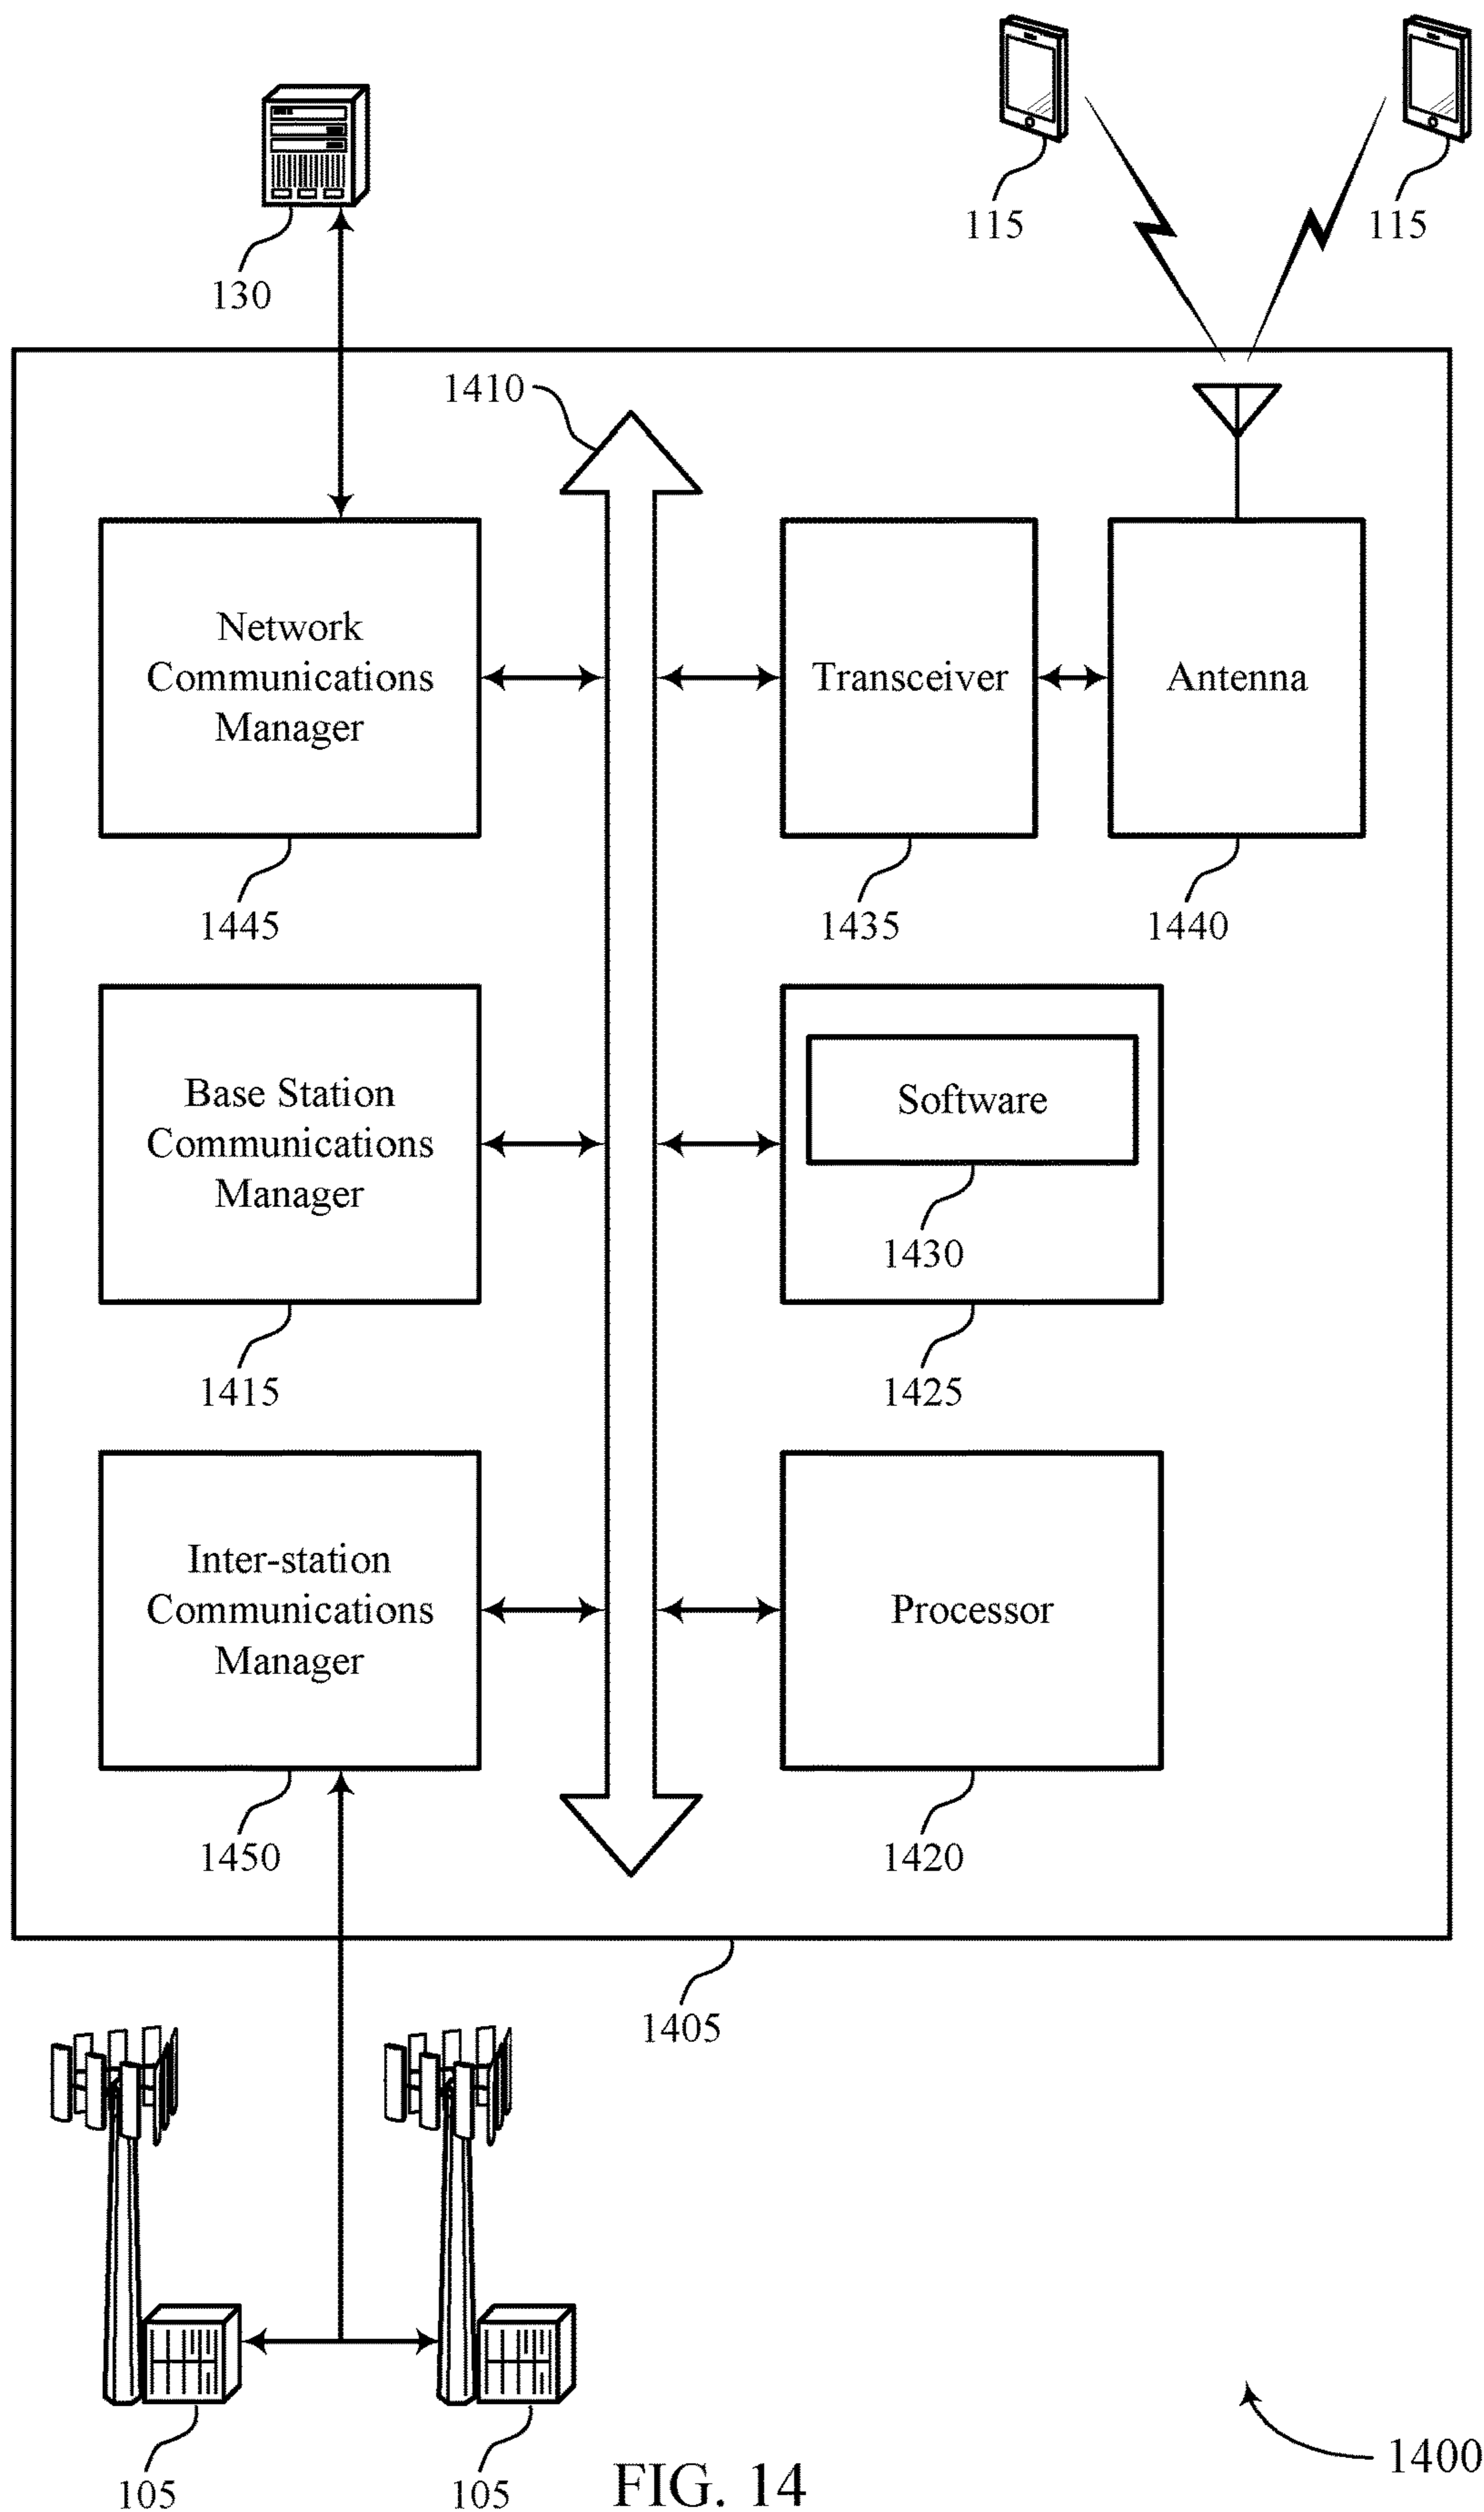 115
115
130
1410
Network
Communications
Manager
Transceiver
Antenna
1445
1435
1440
Base Station
Communications
Manager
Software
1430
1415
1425
Inter-station
Communications
Manager
Processor
1450
1420
1405
105
105
FIG. 14
1400